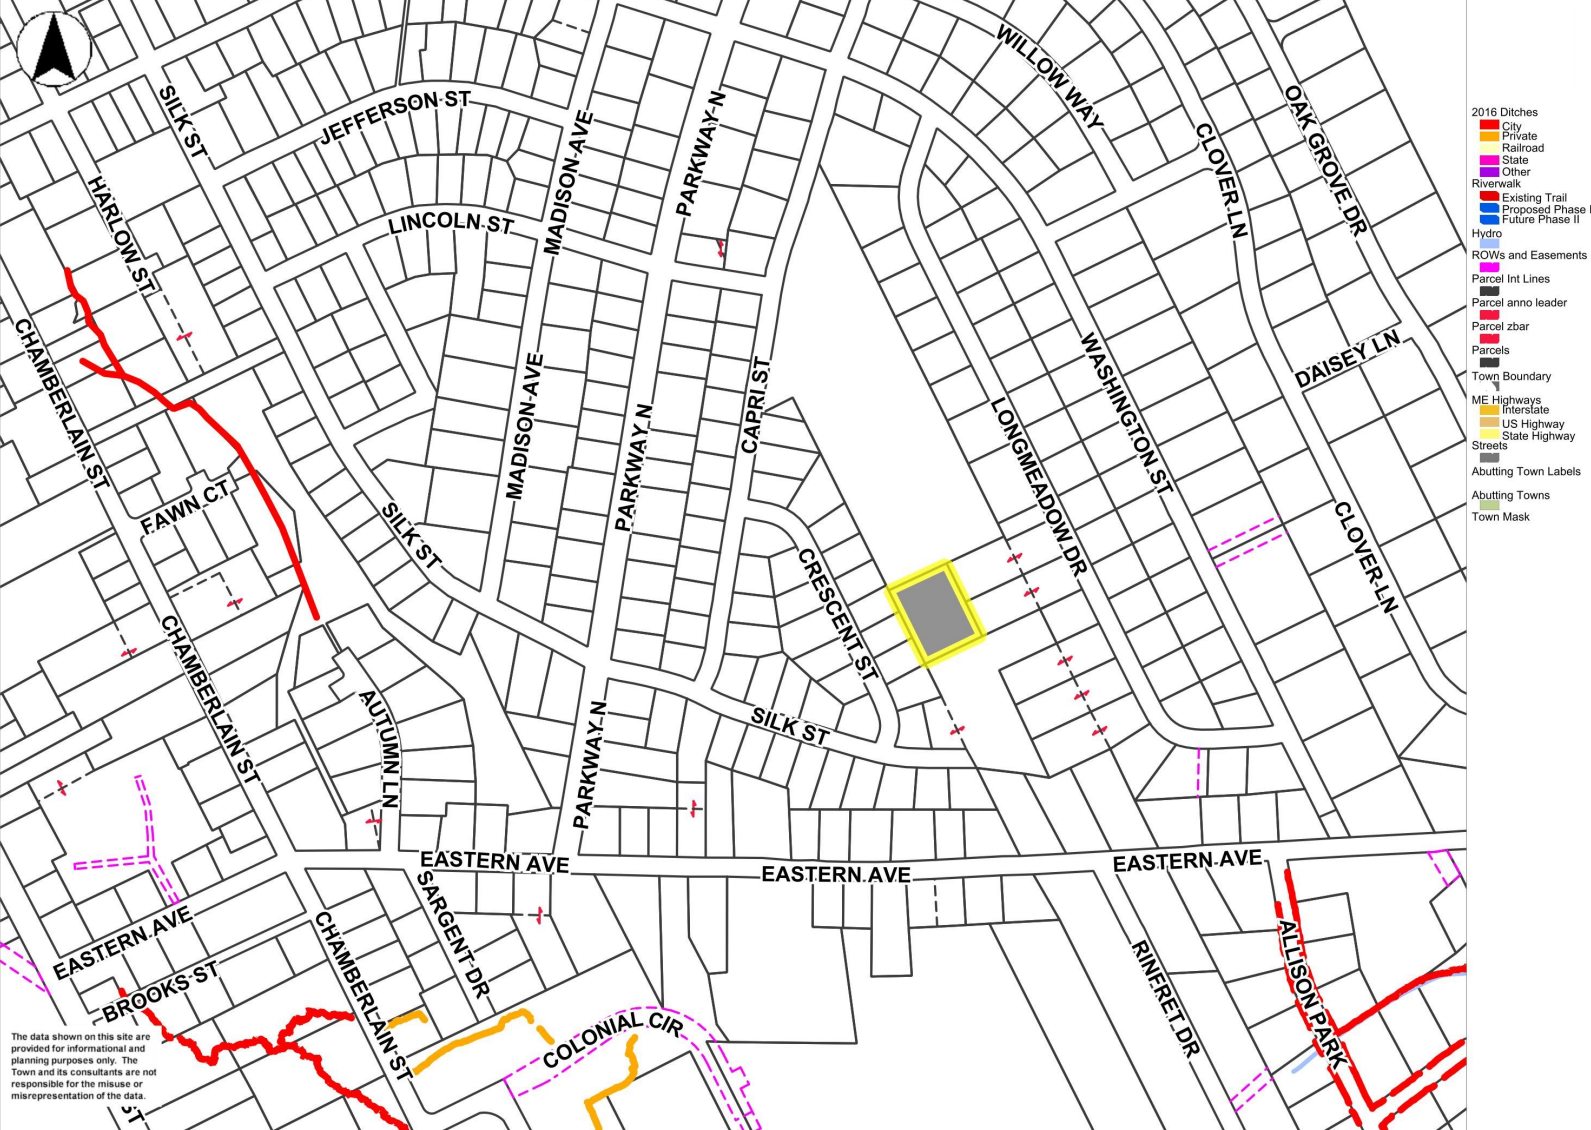 WILLOW WAY
SILK ST
JEFFERSON ST
OAK GROVE DR
PARKWAY N
MADISON AVE
CLOVER LN
HARLOW ST
LINCOLN ST
CHAMBERLAIN ST
WASHINGTON ST
DAISEY LN
MADISON AVE
CAPRI ST
PARKWAY N
LONGMEADOW DR
FAWN CT
SILK ST
CLOVER LN
CRESCENT ST
CHAMBERLAIN ST
AUTUMN LN
PARKWAY N
SILK ST
EASTERN AVE
EASTERN AVE
EASTERN AVE
SARGENT DR
EASTERN AVE
CHAMBERLAIN ST
BROOKS ST
RINFRET DR
ALLISON PARK
COLONIAL CIR
ST
The data shown on this site are
provided for informational and
planning purposes only. The
Town and its consultants are not
responsible for the misuse or
misrepresentation of the data.
2016 Ditches
City
Private
Railroad
State
Other
Riverwalk
Existing Trail
Proposed Phase I
Future Phase II
Hydro
ROWs and Easements
Parcel Int Lines
Parcel anno leader
Parcel zbar
Parcels
Town Boundary
ME Highways
Interstate
US Highway
State Highway
Streets
Abutting Town Labels
Abutting Towns
Town Mask